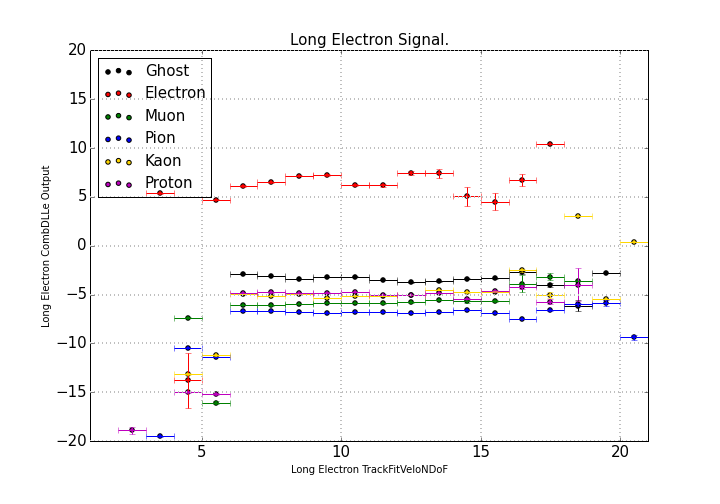 Long Electron Signal.
20
15
10
5
0
−5
−10
−15
−20
Long Electron CombDLLe Output
Ghost
Electron
Muon
Pion
Kaon
Proton
5
10
15
20
Long Electron TrackFitVeloNDoF